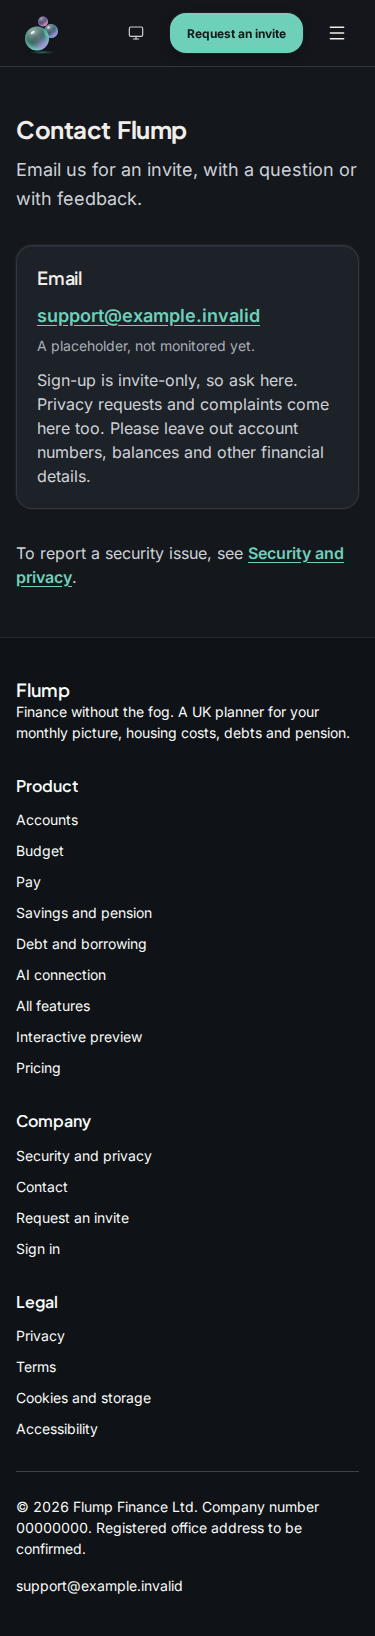 Request an invite
Contact Flump
Email us for an invite, with a question or
with feedback.
Email
support@example.invalid
A placeholder, not monitored yet.
Sign-up is invite-only, so ask here.
Privacy requests and complaints come
here too. Please leave out account
numbers, balances and other financial
details.
To report a security issue, see Security and
privacy.
Flump
Finance without the fog. A UK planner for your
monthly picture, housing costs, debts and pension.
Product
Accounts
Budget
Pay
Savings and pension
Debt and borrowing
AI connection
All features
Interactive preview
Pricing
Company
Security and privacy
Contact
Request an invite
Sign in
Legal
Privacy
Terms
Cookies and storage
Accessibility
© 2026 Flump Finance Ltd. Company number
00000000. Registered office address to be
confirmed.
support@example.invalid